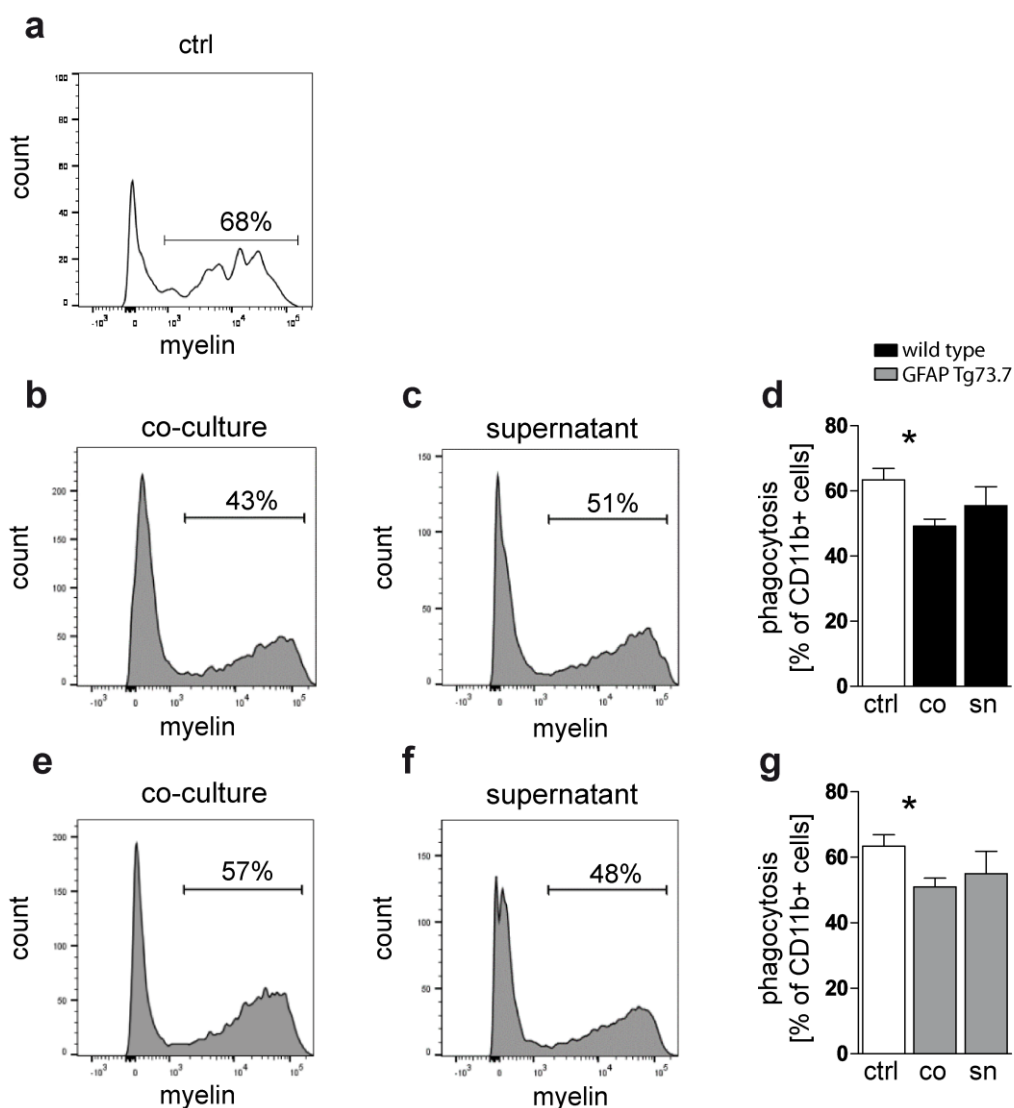 a
ctrl
100
80
60
40
20
0
count
68%
-10³ 0 10³ 10⁴ 10⁵
myelin
wild type
GFAP Tg73.7
b
co-culture
200
150
100
50
0
count
43%
-10³ 0 10³ 10⁴ 10⁵
myelin
c
supernatant
150
100
50
0
count
51%
-10³ 0 10³ 10⁴ 10⁵
myelin
d
80
60
40
20
0
phagocytosis
[% of CD11b+ cells]
*
ctrl co sn
e
co-culture
200
150
100
50
0
count
57%
-10³ 0 10³ 10⁴ 10⁵
myelin
f
supernatant
150
100
50
0
count
48%
-10³ 0 10³ 10⁴ 10⁵
myelin
g
80
60
40
20
0
phagocytosis
[% of CD11b+ cells]
*
ctrl co sn